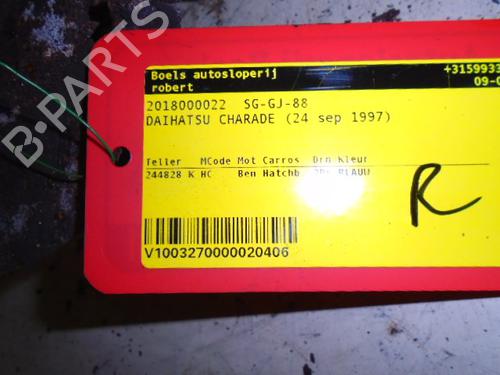 B-PARTS
Boels autosloperij +3159933
robert 09-0
2018000022 SG-GJ-88
DAIHATSU CHARADE (24 sep 1997)
Teller MCode Mot Carros Drn Kleur
244828 K HC Ben Hatchb BLAUW
R
V1003270000020406